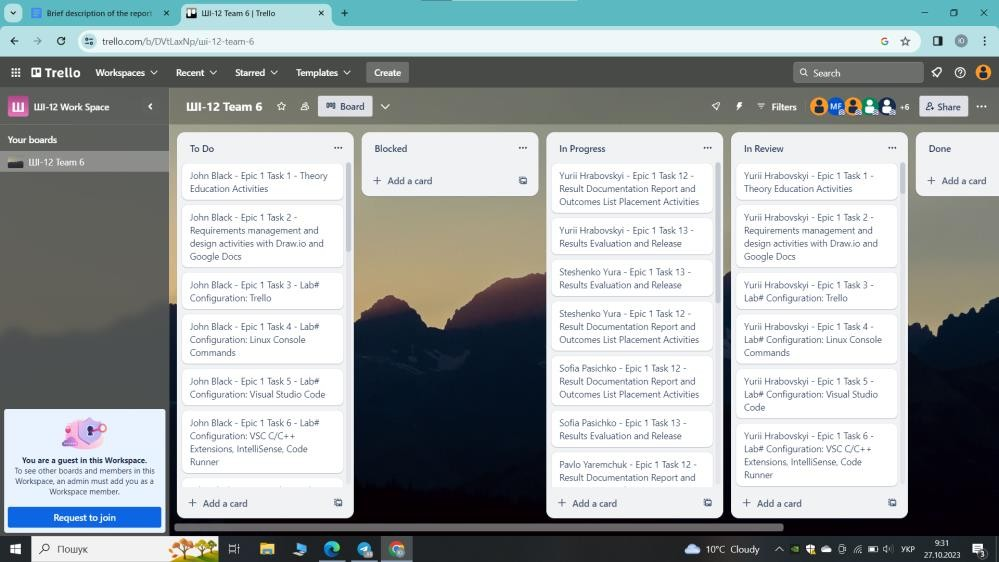 Brief description of the report
ШІ-12 Team 6 | Trello
trello.com/b/DVtLaxNp/ші-12-team-6
Trello
Workspaces
Recent
Starred
Templates
Create
Search
Ш
ШІ-12 Work Space
ШІ-12 Team 6
Board
Filters
MF
+6
Share
Your boards
ШІ-12 Team 6
To Do
John Black - Epic 1 Task 1 - Theory
Education Activities
John Black - Epic 1 Task 2 -
Requirements management and
design activities with Draw.io and
Google Docs
John Black - Epic 1 Task 3 - Lab#
Configuration: Trello
John Black - Epic 1 Task 4 - Lab#
Configuration: Linux Console
Commands
John Black - Epic 1 Task 5 - Lab#
Configuration: Visual Studio Code
John Black - Epic 1 Task 6 - Lab#
Configuration: VSC C/C++
Extensions, IntelliSense, Code
Runner
+ Add a card
Blocked
+ Add a card
In Progress
Yurii Hrabovskyi - Epic 1 Task 12 -
Result Documentation Report and
Outcomes List Placement Activities
Yurii Hrabovskyi - Epic 1 Task 13 -
Results Evaluation and Release
Steshenko Yura - Epic 1 Task 13 -
Results Evaluation and Release
Steshenko Yura - Epic 1 Task 12 -
Result Documentation Report and
Outcomes List Placement Activities
Sofia Pasichko - Epic 1 Task 12 -
Result Documentation Report and
Outcomes List Placement Activities
Sofia Pasichko - Epic 1 Task 13 -
Results Evaluation and Release
Pavlo Yaremchuk - Epic 1 Task 12 -
Result Documentation Report and
+ Add a card
In Review
Yurii Hrabovskyi - Epic 1 Task 1 -
Theory Education Activities
Yurii Hrabovskyi - Epic 1 Task 2 -
Requirements management and
design activities with Draw.io and
Google Docs
Yurii Hrabovskyi - Epic 1 Task 3
- Lab# Configuration: Trello
Yurii Hrabovskyi - Epic 1 Task 4 -
Lab# Configuration: Linux Console
Commands
Yurii Hrabovskyi - Epic 1 Task 5 -
Lab# Configuration: Visual Studio
Code
Yurii Hrabovskyi - Epic 1 Task 6 -
Lab# Configuration: VSC C/C++
Extensions, IntelliSense, Code
Runner
+ Add a card
Done
+ Add a card
You are a guest in this Workspace.
To see other boards and members in this
Workspace, an admin must add you as a
Workspace member.
Request to join
Пошук
10°C Cloudy
УКР
9:31
27.10.2023